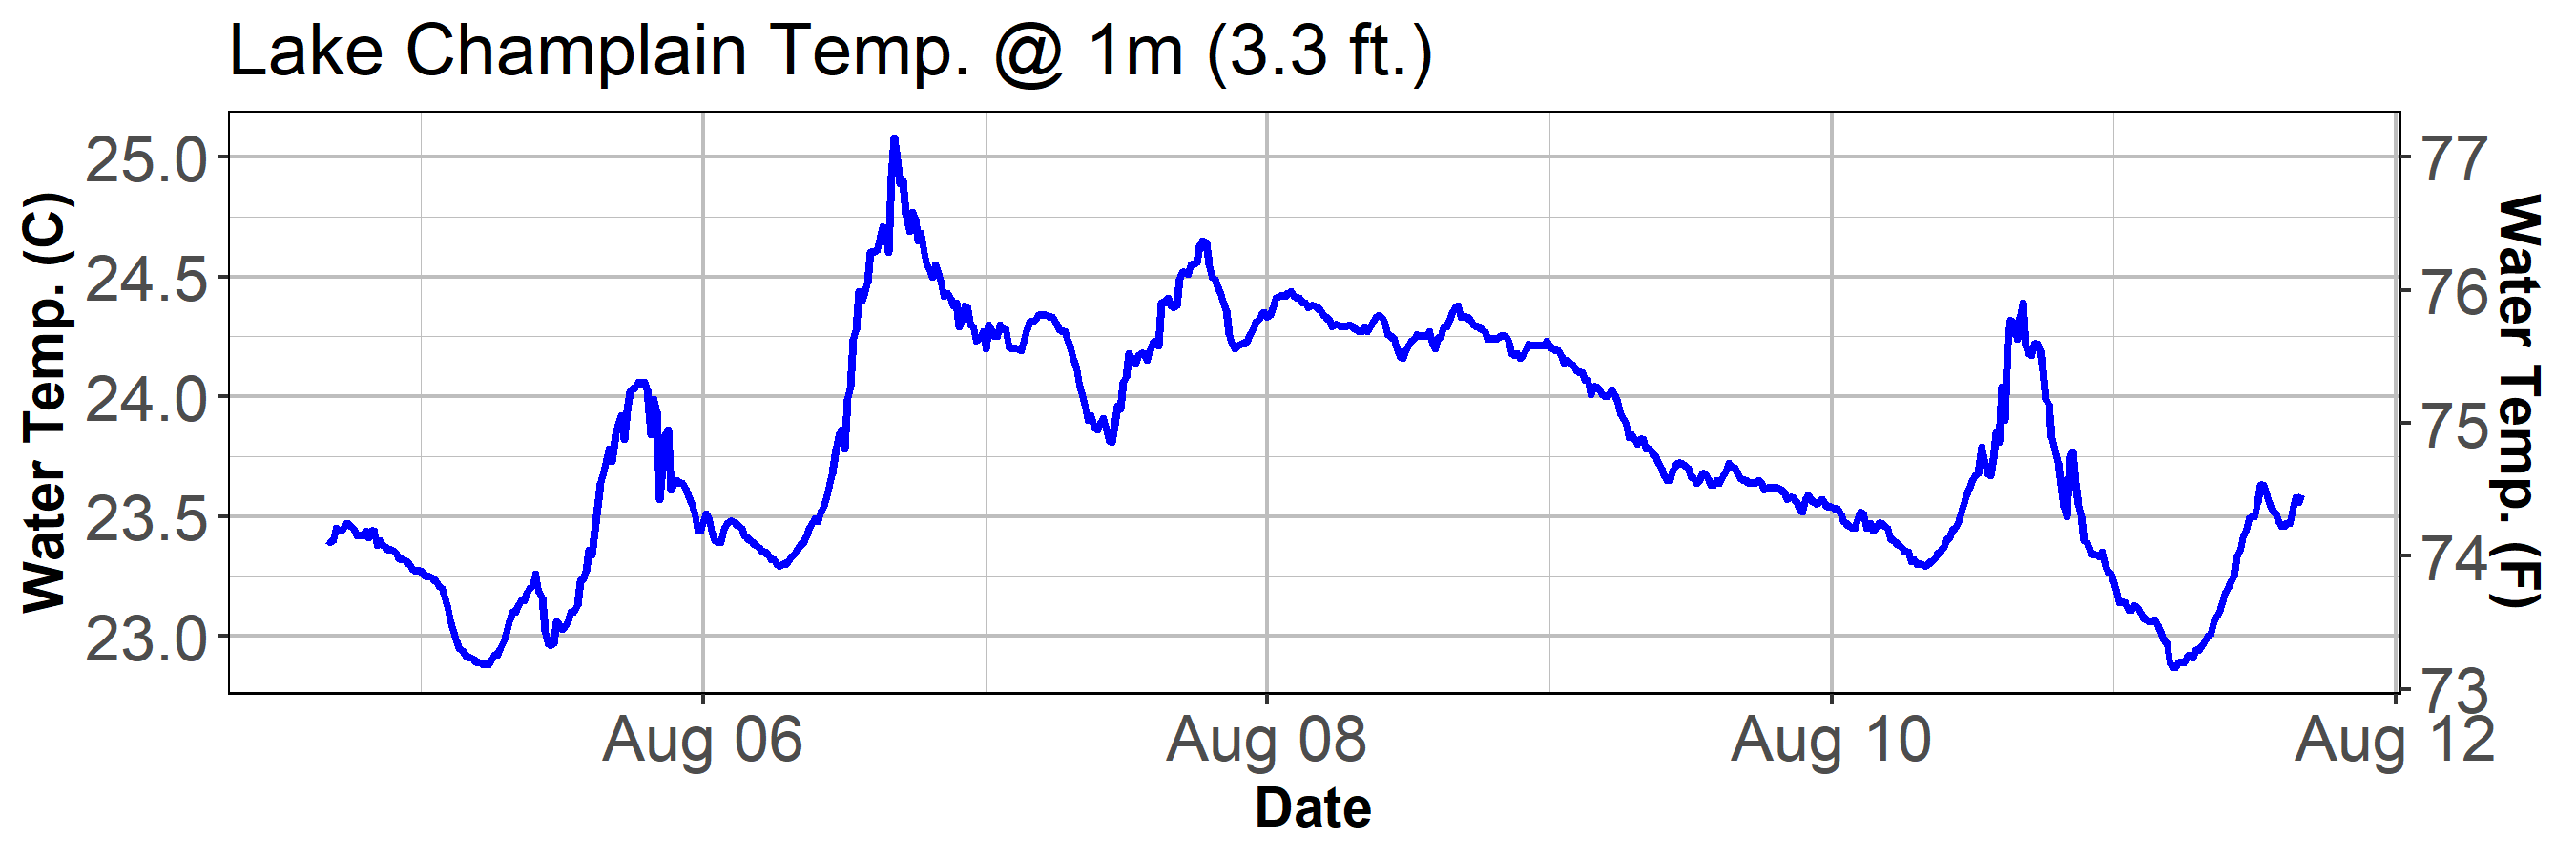 Lake Champlain Temp. @ 1m (3.3 ft.)
Water Temp. (C)
25.0
24.5
24.0
23.5
23.0
77
76
75
74
73
Water Temp. (F)
Aug 06 Aug 08 Aug 10 Aug 12
Date